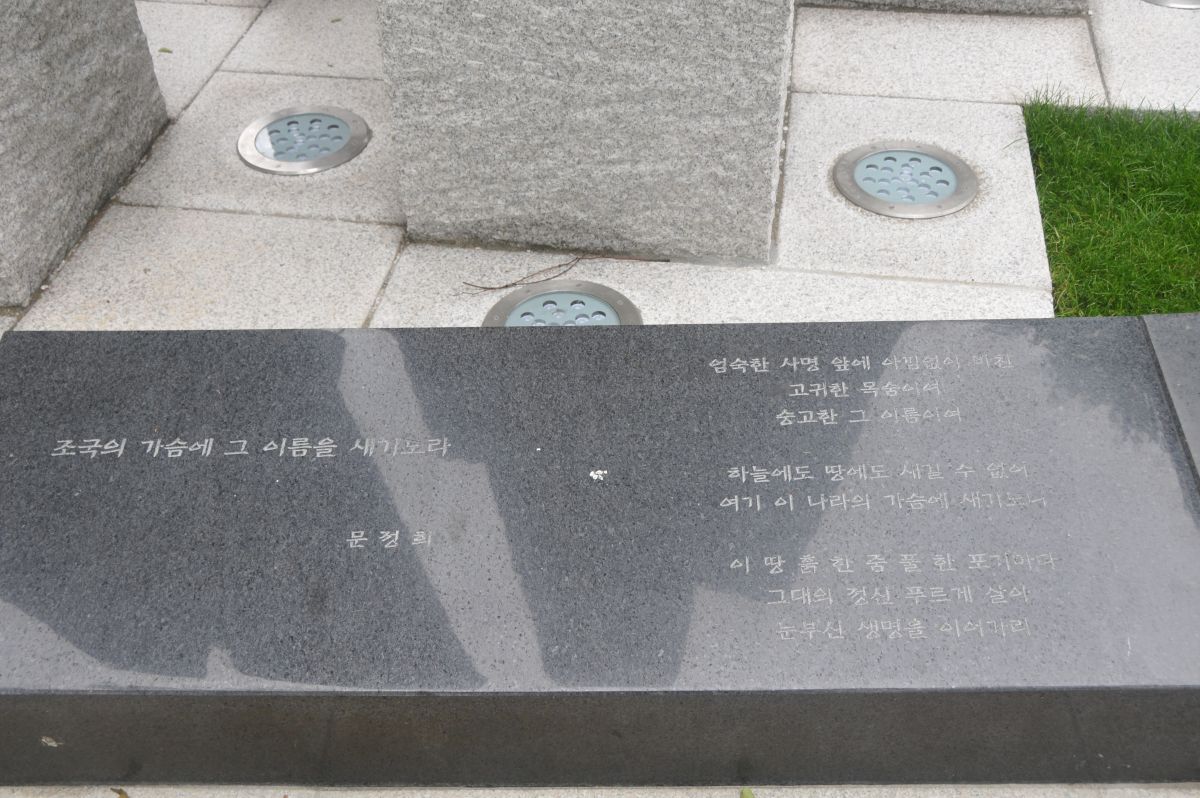 조국의 가슴에 그 이름을 새기노라
문정희
엄숙한 사명 앞에 아낌없이 바친
고귀한 목숨이여
숭고한 그 이름이여
하늘에도 땅에도 새길 수 없어
여기 이 나라의 가슴에 새기노니
이 땅 흙 한 줌 풀 한 포기마다
그대의 정신 푸르게 살아
눈부신 생명을 이어가리